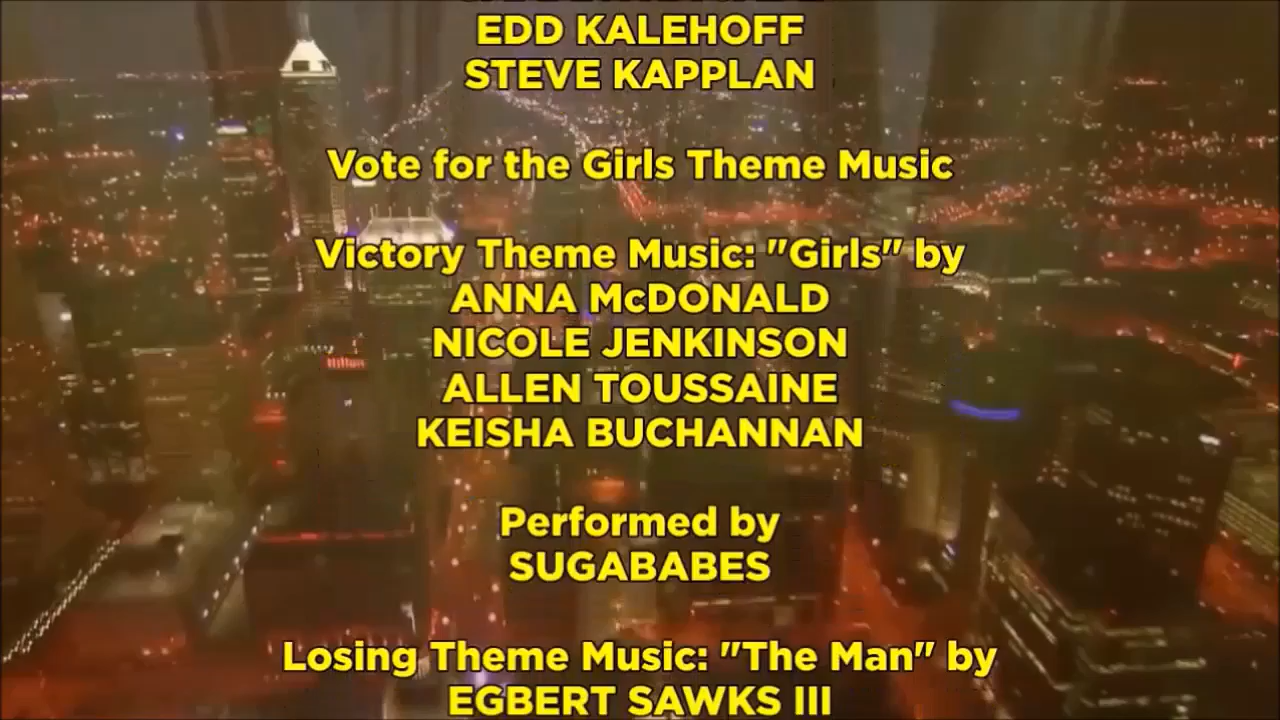 EDD KALEHOFF
STEVE KAPPLAN
Vote for the Girls Theme Music
Victory Theme Music: "Girls" by
ANNA McDONALD
NICOLE JENKINSON
ALLEN TOUSSAINE
KEISHA BUCHANNAN
Performed by
SUGABABES
Losing Theme Music: "The Man" by
EGBERT SAWKS III